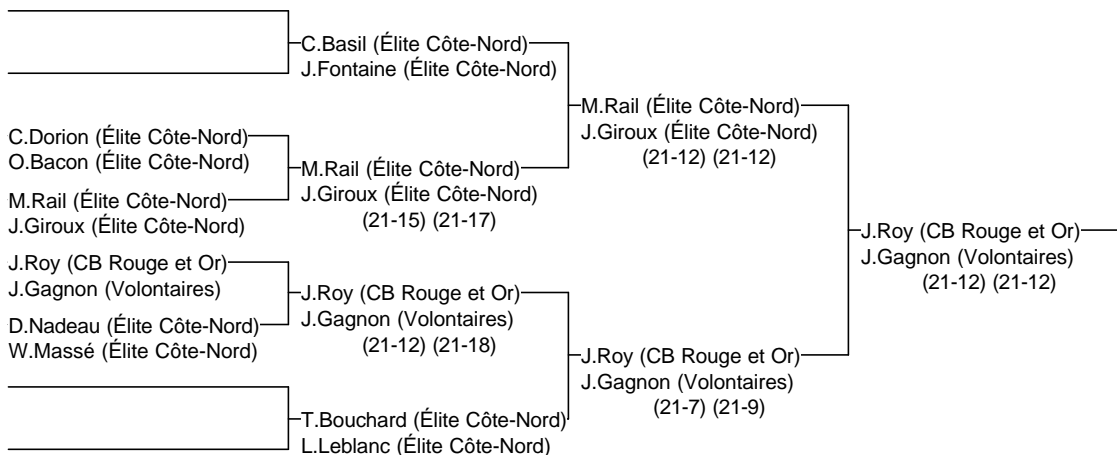 C.Basil (Élite Côte-Nord)
J.Fontaine (Élite Côte-Nord)
M.Rail (Élite Côte-Nord)
J.Giroux (Élite Côte-Nord)
(21-12) (21-12)
C.Dorion (Élite Côte-Nord)
O.Bacon (Élite Côte-Nord)
M.Rail (Élite Côte-Nord)
J.Giroux (Élite Côte-Nord)
(21-15) (21-17)
M.Rail (Élite Côte-Nord)
J.Giroux (Élite Côte-Nord)
J.Roy (CB Rouge et Or)
J.Gagnon (Volontaires)
(21-12) (21-12)
J.Roy (CB Rouge et Or)
J.Gagnon (Volontaires)
J.Roy (CB Rouge et Or)
J.Gagnon (Volontaires)
(21-12) (21-18)
D.Nadeau (Élite Côte-Nord)
W.Massé (Élite Côte-Nord)
J.Roy (CB Rouge et Or)
J.Gagnon (Volontaires)
(21-7) (21-9)
T.Bouchard (Élite Côte-Nord)
L.Leblanc (Élite Côte-Nord)